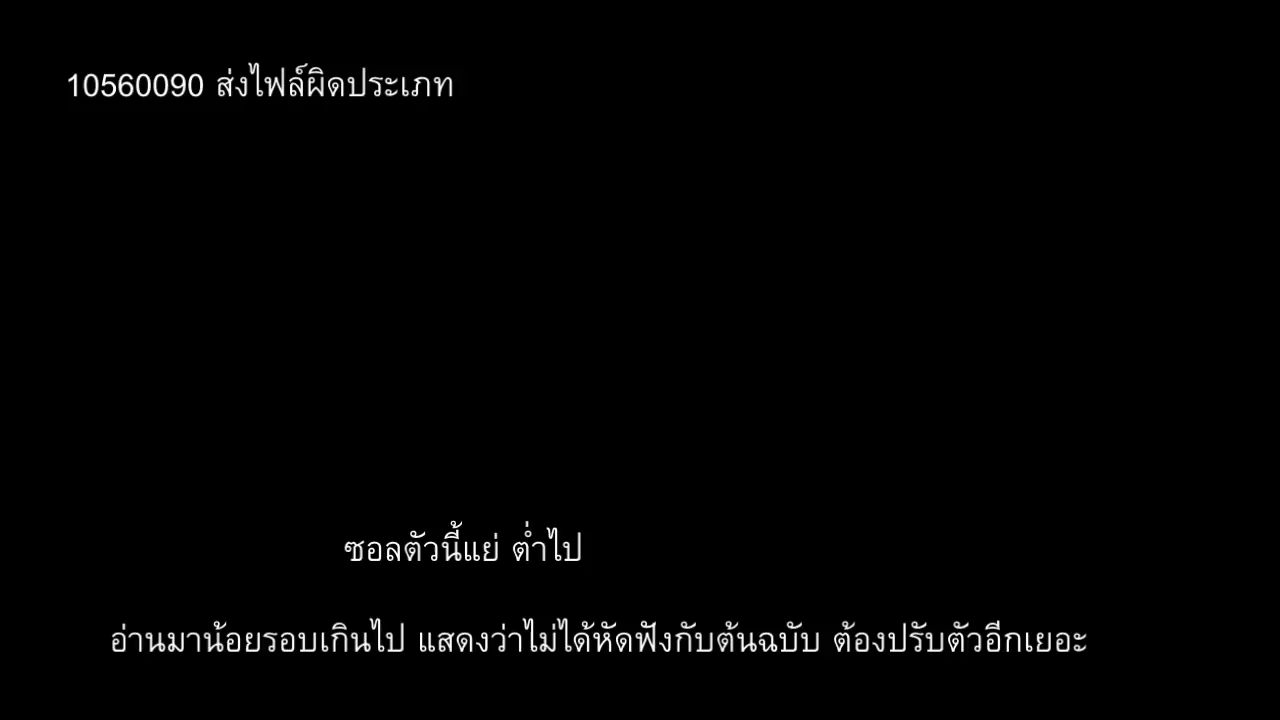 10560090 ส่งไฟล์ผิดประเภท
ซอลตัวนี้แย่ ต่ำไป
อ่านมาน้อยรอบเกินไป แสดงว่าไม่ได้หัดฟังกับต้นฉบับ ต้องปรับตัวอีกเยอะ